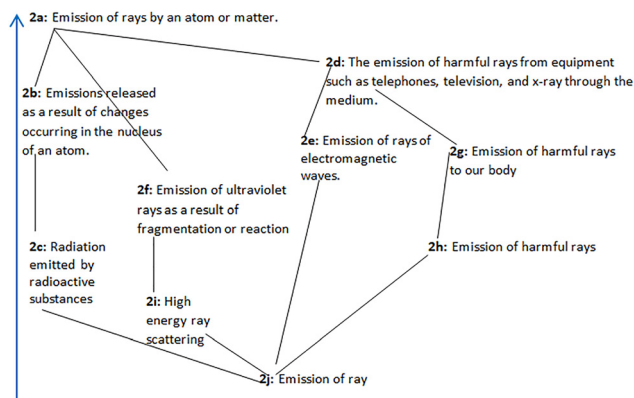 2a: Emission of rays by an atom or matter.
2d: The emission of harmful rays from equipment
such as telephones, television, and x-ray through the
medium.
2b: Emissions released
as a result of changes
occurring in the nucleus
of an atom.
2e: Emission of rays of
electromagnetic
waves.
2g: Emission of harmful rays
to our body
2f: Emission of ultraviolet
rays as a result of
fragmentation or reaction
2c: Radiation
emitted by
radioactive
substances
2h: Emission of harmful rays
2i: High
energy ray
scattering
2j: Emission of ray